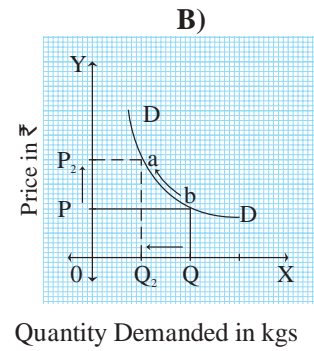 B)
Y
D
Price in ₹
P₂
a
b
P
D
0
Q₂
Q
X
Quantity Demanded in kgs